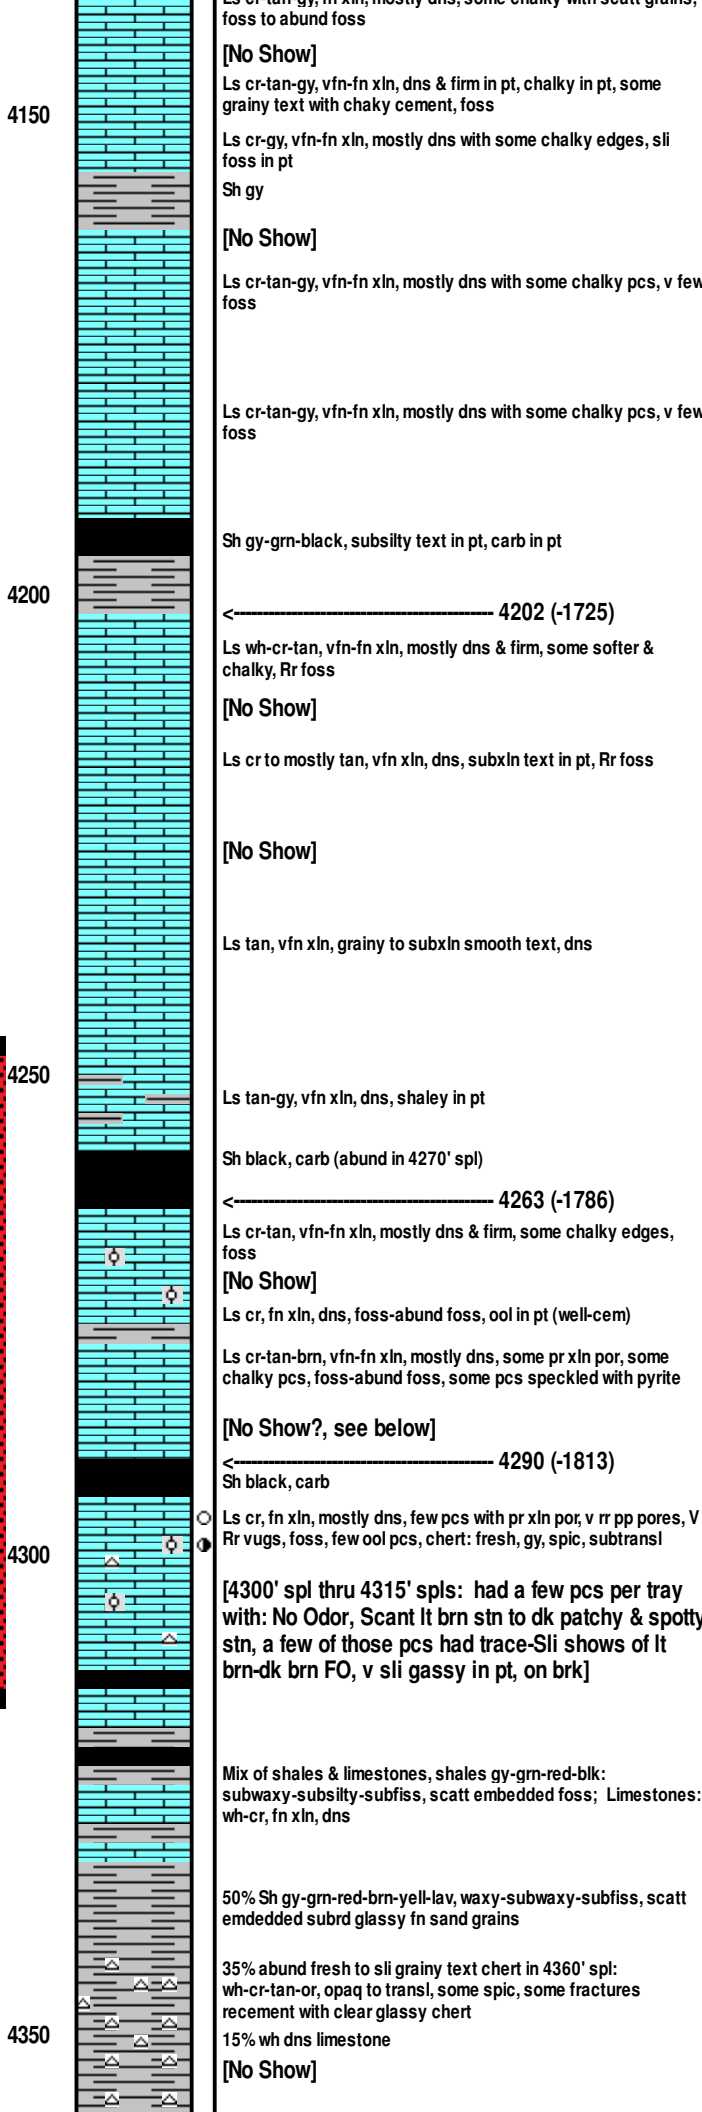 Ls cr-tan-gy, fn xln, mostly dns, some chalky with scatt grains,
foss to abund foss
[No Show]
Ls cr-tan-gy, vfn-fn xln, dns & firm in pt, chalky in pt, some
grainy text with chaky cement, foss
4150
Ls cr-gy, vfn-fn xln, mostly dns with some chalky edges, sli
foss in pt
Sh gy
[No Show]
Ls cr-tan-gy, vfn-fn xln, mostly dns with some chalky pcs, v few
foss
Ls cr-tan-gy, vfn-fn xln, mostly dns with some chalky pcs, v few
foss
Sh gy-grn-black, subsilty text in pt, carb in pt
4200
<---------------------------------------------- 4202 (-1725)
Ls wh-cr-tan, vfn-fn xln, mostly dns & firm, some softer &
chalky, Rr foss
[No Show]
Ls cr to mostly tan, vfn xln, dns, subxln text in pt, Rr foss
[No Show]
Ls tan, vfn xln, grainy to subxln smooth text, dns
4250
Ls tan-gy, vfn xln, dns, shaley in pt
Sh black, carb (abund in 4270' spl)
<---------------------------------------------- 4263 (-1786)
Ls cr-tan, vfn-fn xln, mostly dns & firm, some chalky edges,
foss
[No Show]
Ls cr, fn xln, dns, foss-abund foss, ool in pt (well-cem)
Ls cr-tan-brn, vfn-fn xln, mostly dns, some pr xln por, some
chalky pcs, foss-abund foss, some pcs speckled with pyrite
[No Show?, see below]
<---------------------------------------------- 4290 (-1813)
Sh black, carb
Ls cr, fn xln, mostly dns, few pcs with pr xln por, v rr pp pores, V
Rr vugs, foss, few ool pcs, chert: fresh, gy, spic, subtransl
4300
[4300' spl thru 4315' spls: had a few pcs per tray
with: No Odor, Scant lt brn stn to dk patchy & spotty
stn, a few of those pcs had trace-Sli shows of lt
brn-dk brn FO, v sli gassy in pt, on brk]
Mix of shales & limestones, shales gy-grn-red-blk:
subwaxy-subsilty-subfiss, scatt embedded foss; Limestones:
wh-cr, fn xln, dns
50% Sh gy-grn-red-brn-yell-lav, waxy-subwaxy-subfiss, scatt
emdedded subrd glassy fn sand grains
35% abund fresh to sli grainy text chert in 4360' spl:
wh-cr-tan-or, opaq to transl, some spic, some fractures
recement with clear glassy chert
4350
15% wh dns limestone
[No Show]